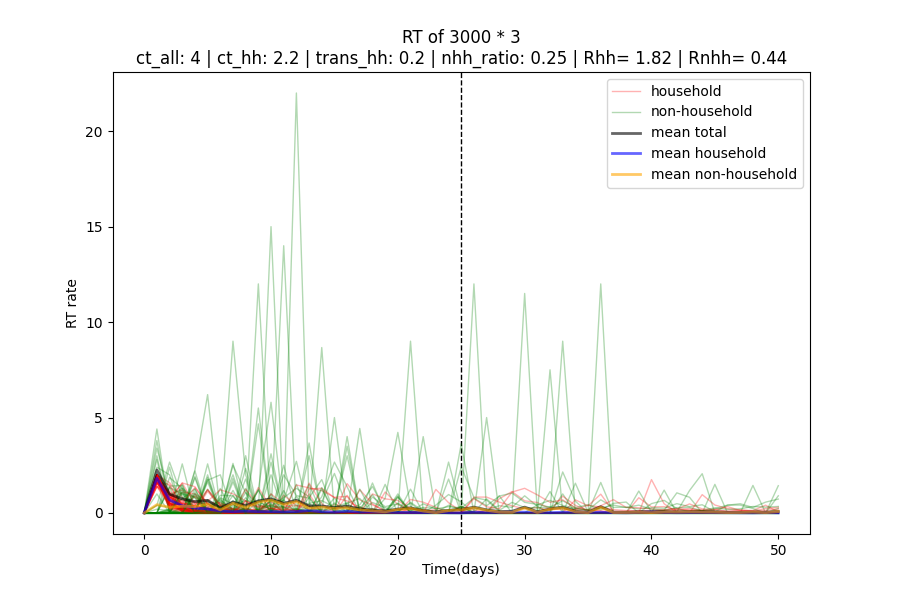 RT of 3000 * 3
ct_all: 4 | ct_hh: 2.2 | trans_hh: 0.2 | nhh_ratio: 0.25 | Rhh= 1.82 | Rnhh= 0.44
household
non-household
mean total
mean household
mean non-household
20
15
10
5
0
RT rate
0 10 20 30 40 50
Time(days)